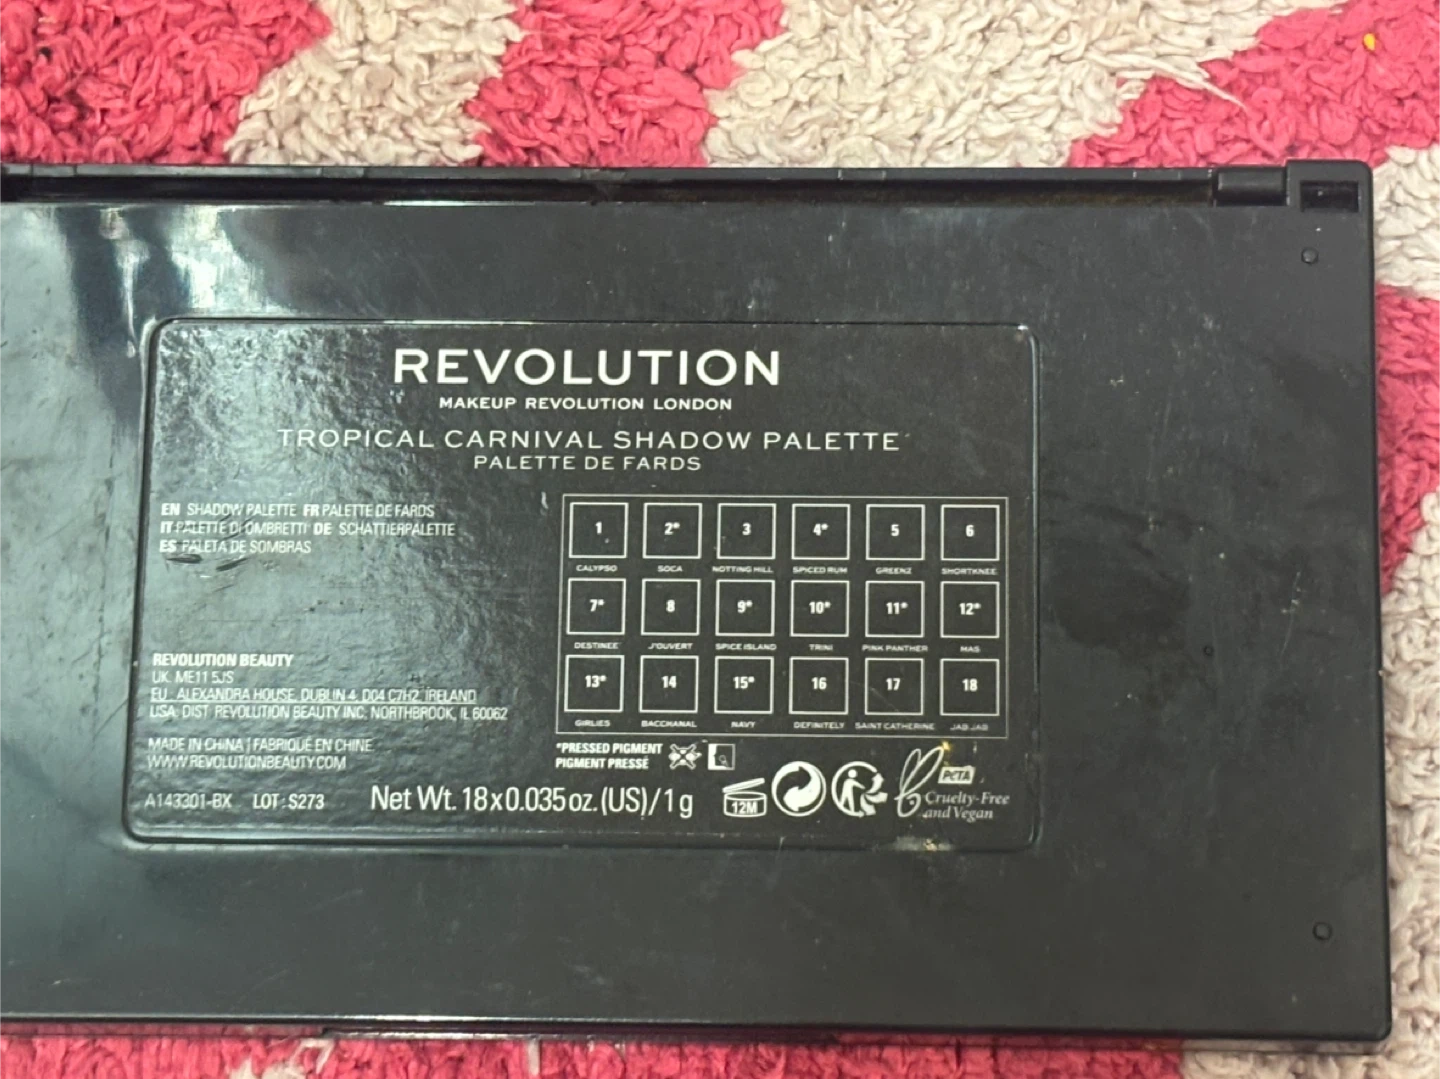 REVOLUTION
MAKEUP REVOLUTION LONDON
TROPICAL CARNIVAL SHADOW PALETTE
PALETTE DE FARDS
EN SHADOW PALETTE FR PALETTE DE FARDS
IT PALETTE DI OMBRETTI DE SCHATTIERPALETTE
ES PALETA DE SOMBRAS
REVOLUTION BEAUTY
UK. ME11 5JS
EU: ALEXANDRA HOUSE, DUBLIN 4, D04 C7H2, IRELAND
USA: DIST. REVOLUTION BEAUTY INC, NORTHBROOK, IL 60062
MADE IN CHINA | FABRIQUÉ EN CHINE
WWW.REVOLUTIONBEAUTY.COM
A143301-BX LOT: S273
1 2* 3 4* 5 6
CALYPSO SOCA NOTTING HILL SPICED RUM GREENZ SHORTKNEE
7* 8 9* 10* 11* 12*
DESTINEE J'OUVERT SPICE ISLAND TRINI PINK PANTHER MAS
13* 14 15* 16 17 18
GIRLIES BACCHANAL NAVY DEFINITELY SAINT CATHERINE JAB JAB
*PRESSED PIGMENT
PIGMENT PRESSÉ
Net Wt. 18x0.035 oz. (US)/1 g
12M
PETA
Cruelty-Free
and Vegan